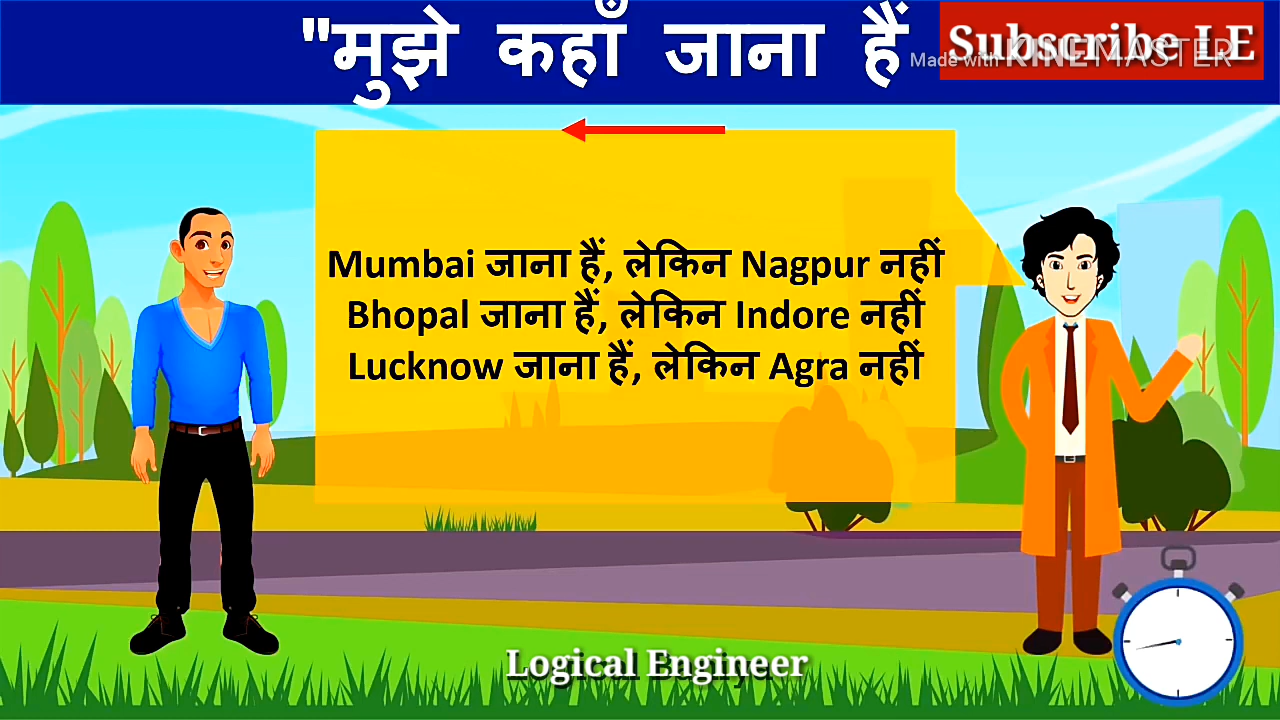 "मुझे कहाँ जाना हैं
Subscribe LE
Made with KINEMASTER
Mumbai जाना हैं, लेकिन Nagpur नहीं
Bhopal जाना हैं, लेकिन Indore नहीं
Lucknow जाना हैं, लेकिन Agra नहीं
Logical Engineer